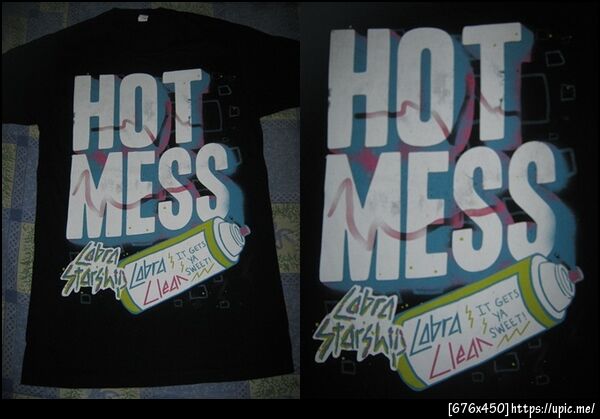 HOT
MESS
Cobra
Starship
Cobra
Clean
IT GETS
YA
SWEET!
HOT
MESS
Cobra
Starship
Cobra
Clean
IT GETS
YA
SWEET!
[676x450]https://upic.me/